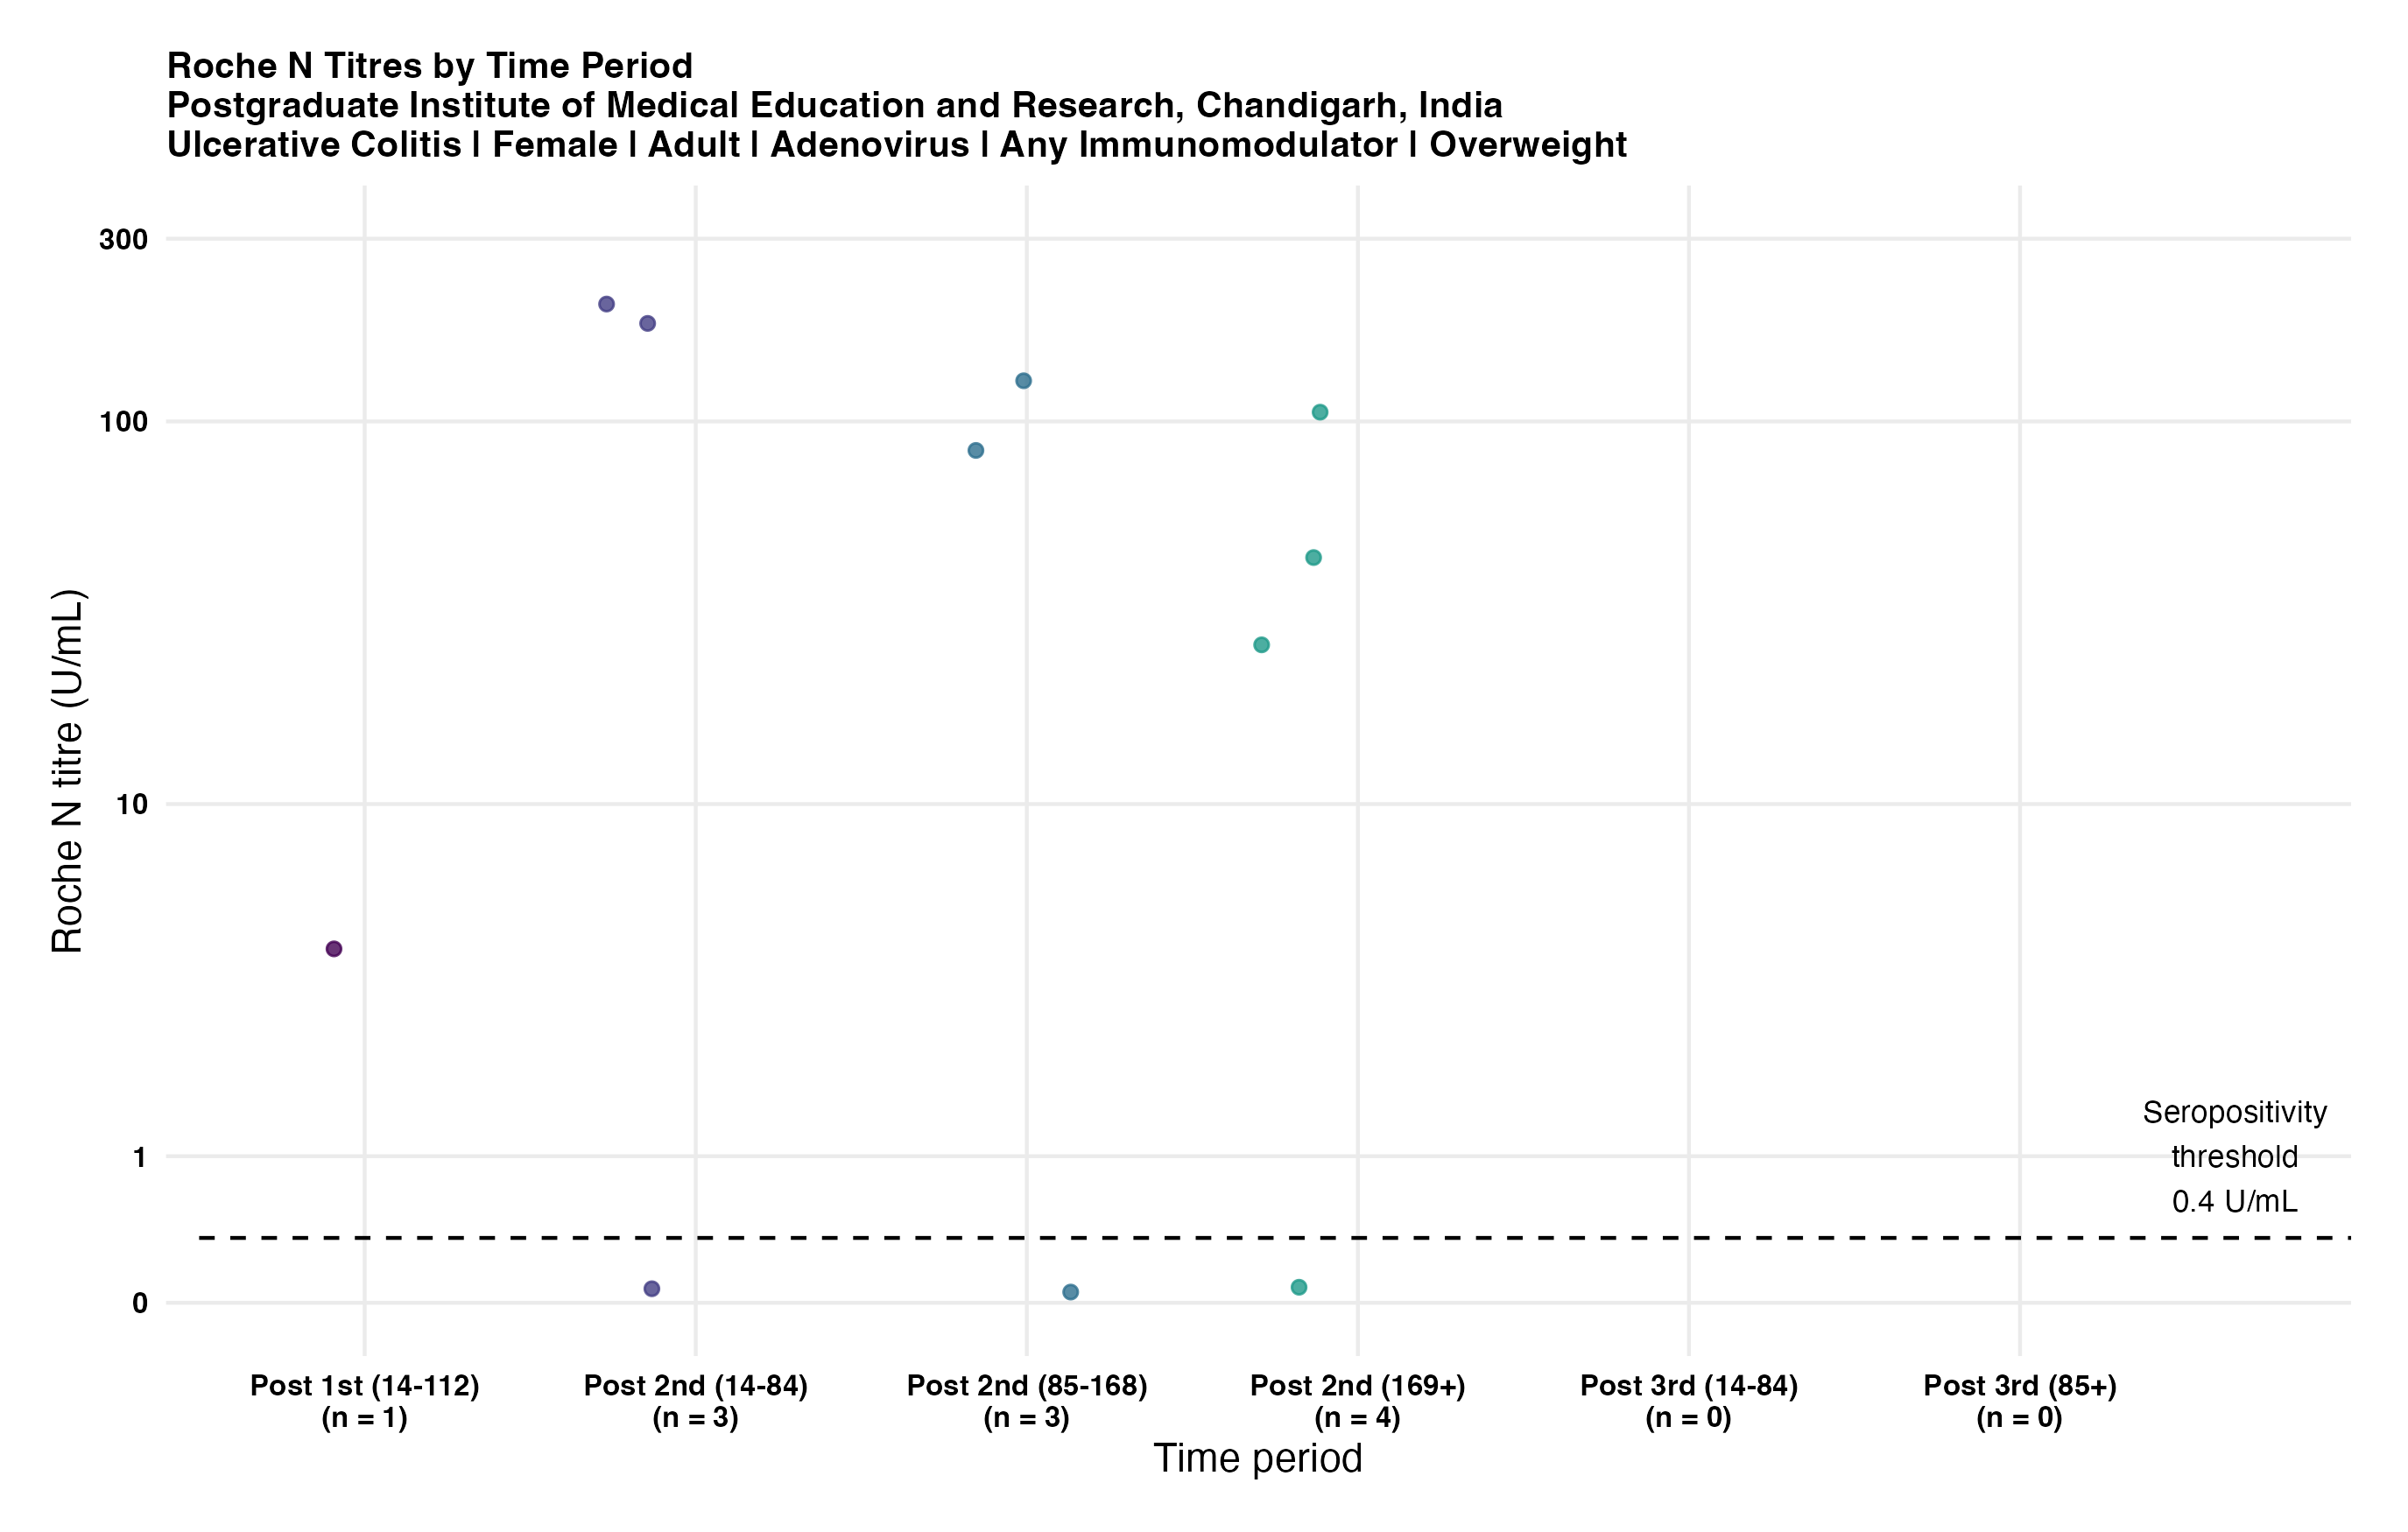 Roche N Titres by Time Period
Postgraduate Institute of Medical Education and Research, Chandigarh, India
Ulcerative Colitis | Female | Adult | Adenovirus | Any Immunomodulator | Overweight
Roche N titre (U/mL)
300
100
10
1
0
Seropositivity
threshold
0.4 U/mL
Post 1st (14-112)
(n = 1)
Post 2nd (14-84)
(n = 3)
Post 2nd (85-168)
(n = 3)
Post 2nd (169+)
(n = 4)
Post 3rd (14-84)
(n = 0)
Post 3rd (85+)
(n = 0)
Time period